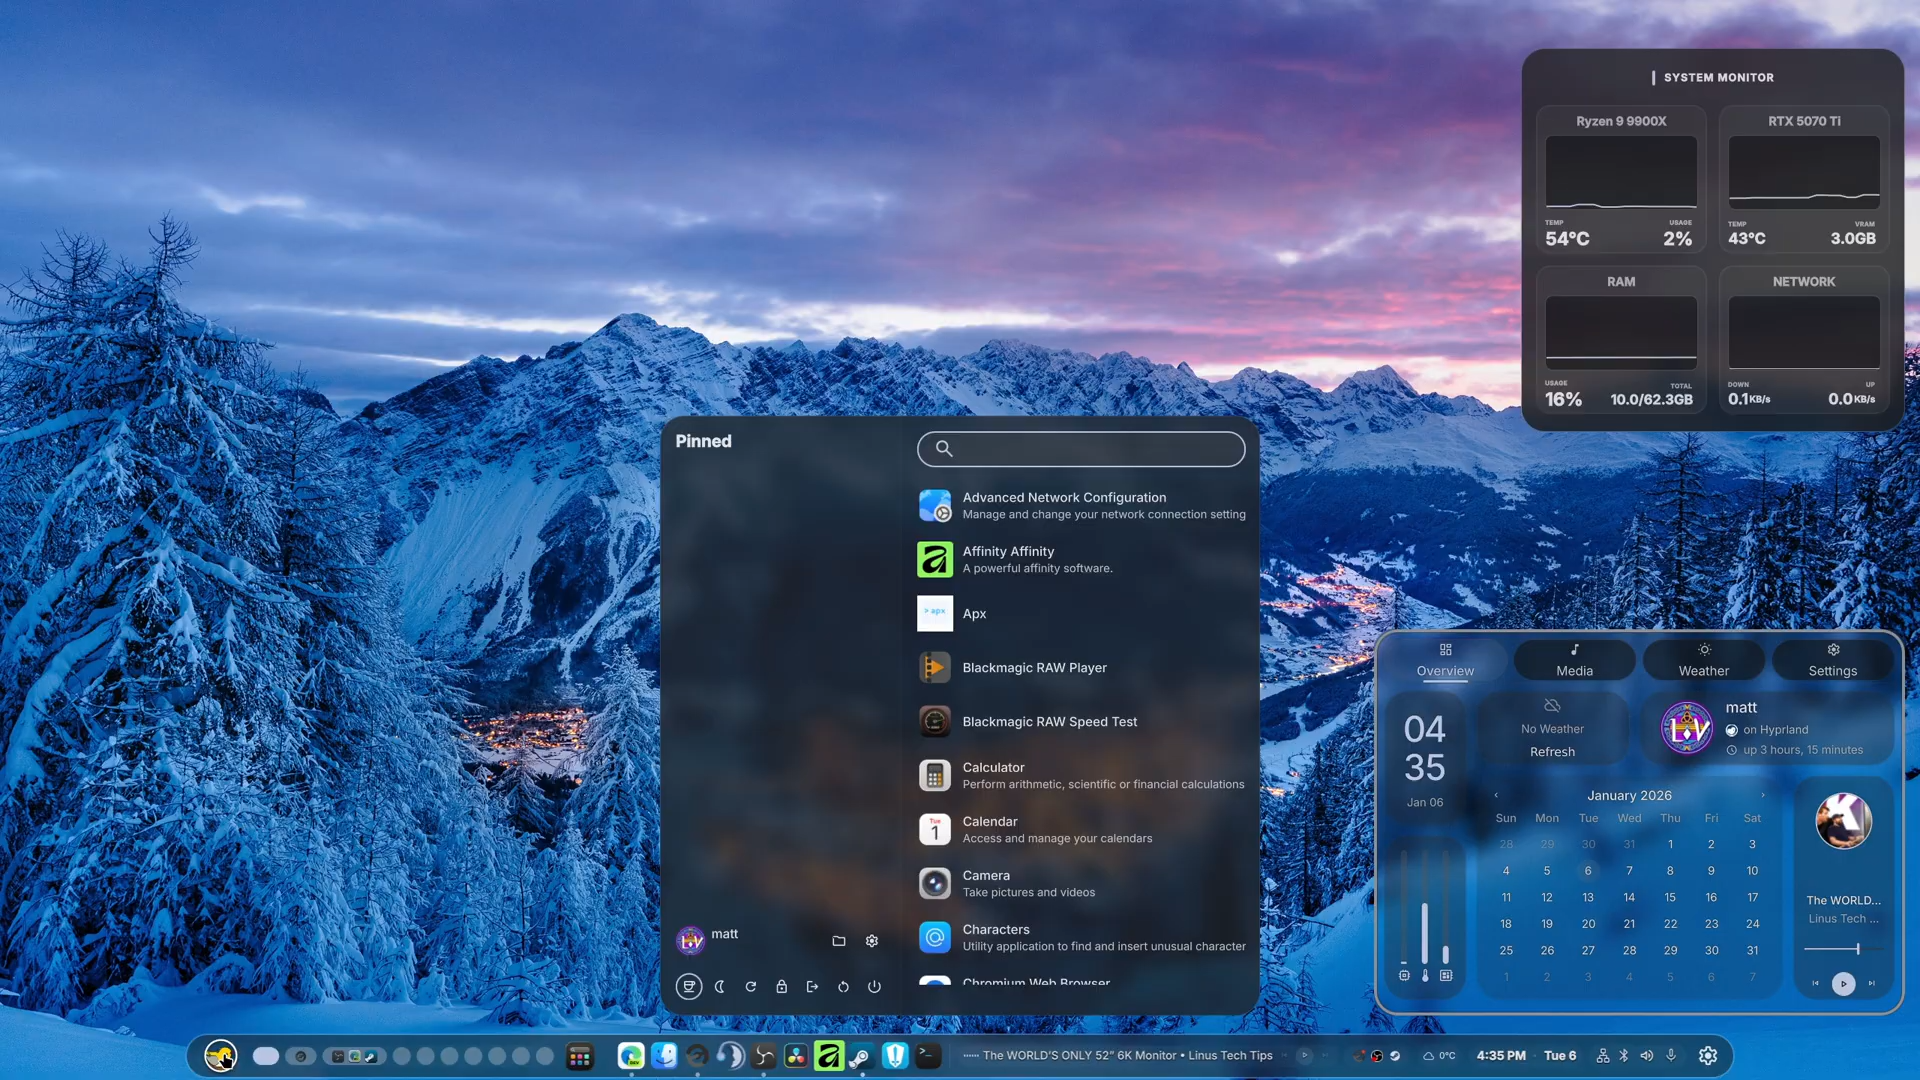 SYSTEM MONITOR
Ryzen 9 9900X
TEMP USAGE
54°C 2%
RTX 5070 Ti
TEMP VRAM
43°C 3.0GB
RAM
USAGE TOTAL
16% 10.0/62.3GB
NETWORK
DOWN UP
0.1KB/s 0.0KB/s
Pinned
Advanced Network Configuration
Manage and change your network connection setting
Affinity Affinity
A powerful affinity software.
> apx
Apx
Blackmagic RAW Player
Blackmagic RAW Speed Test
Calculator
Perform arithmetic, scientific or financial calculations
Tue
1
Calendar
Access and manage your calendars
Camera
Take pictures and videos
Characters
Utility application to find and insert unusual character
Chromium Web Browser
matt
Overview Media Weather Settings
04
35
Jan 06
No Weather
Refresh
matt
on Hyprland
up 3 hours, 15 minutes
January 2026
Sun Mon Tue Wed Thu Fri Sat
28 29 30 31 1 2 3
4 5 6 7 8 9 10
11 12 13 14 15 16 17
18 19 20 21 22 23 24
25 26 27 28 29 30 31
1 2 3 4 5 6 7
The WORLD...
Linus Tech ...
The WORLD'S ONLY 52" 6K Monitor • Linus Tech Tips
0°C
4:35 PM Tue 6